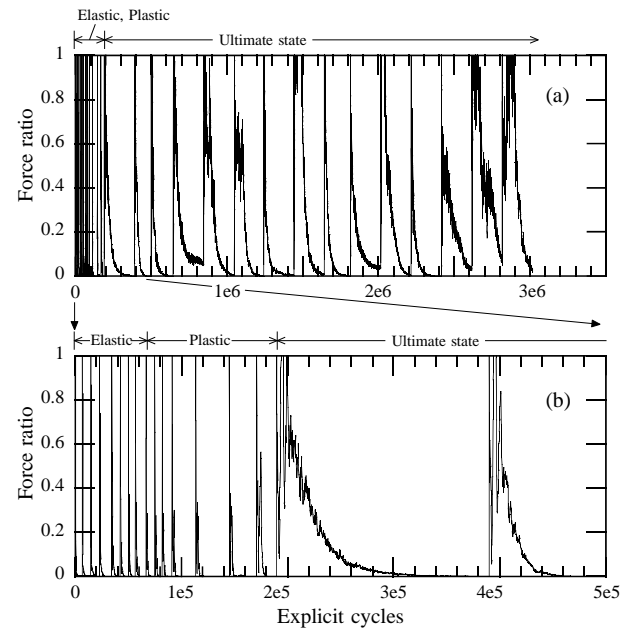 Elastic, Plastic
Ultimate state
1
0.8
0.6
0.4
0.2
0
Force ratio
(a)
0
1e6
2e6
3e6
Elastic
Plastic
Ultimate state
1
0.8
0.6
0.4
0.2
0
Force ratio
(b)
0
1e5
2e5
3e5
4e5
5e5
Explicit cycles